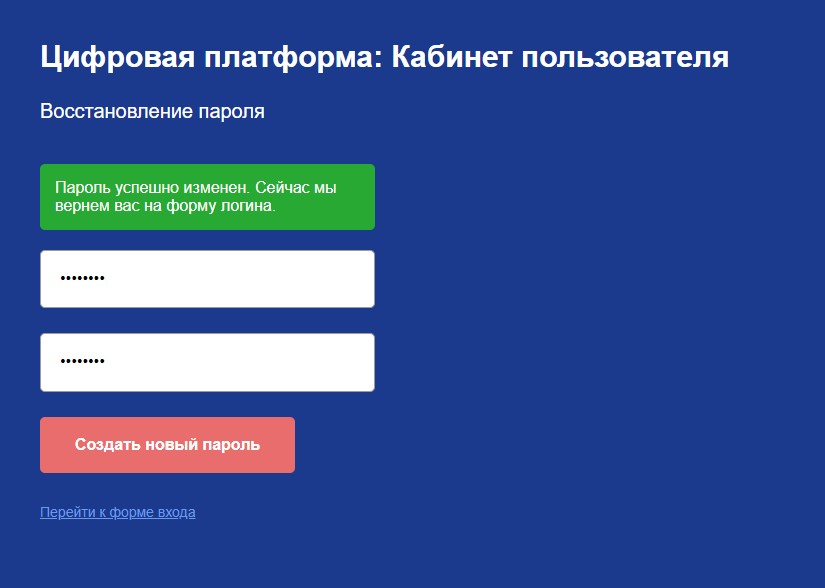 Цифровая платформа: Кабинет пользователя
Восстановление пароля
Пароль успешно изменен. Сейчас мы
вернем вас на форму логина.
••••••••
••••••••
Создать новый пароль
Перейти к форме входа